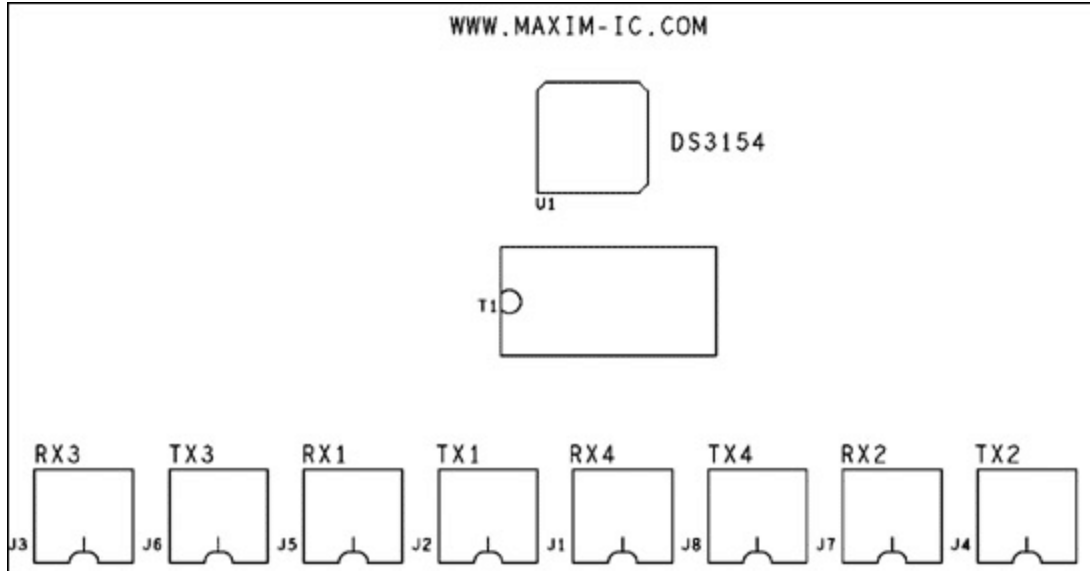 WWW.MAXIM-IC.COM
DS3154
U1
T1
RX3 TX3 RX1 TX1 RX4 TX4 RX2 TX2
J3 J6 J5 J2 J1 J8 J7 J4